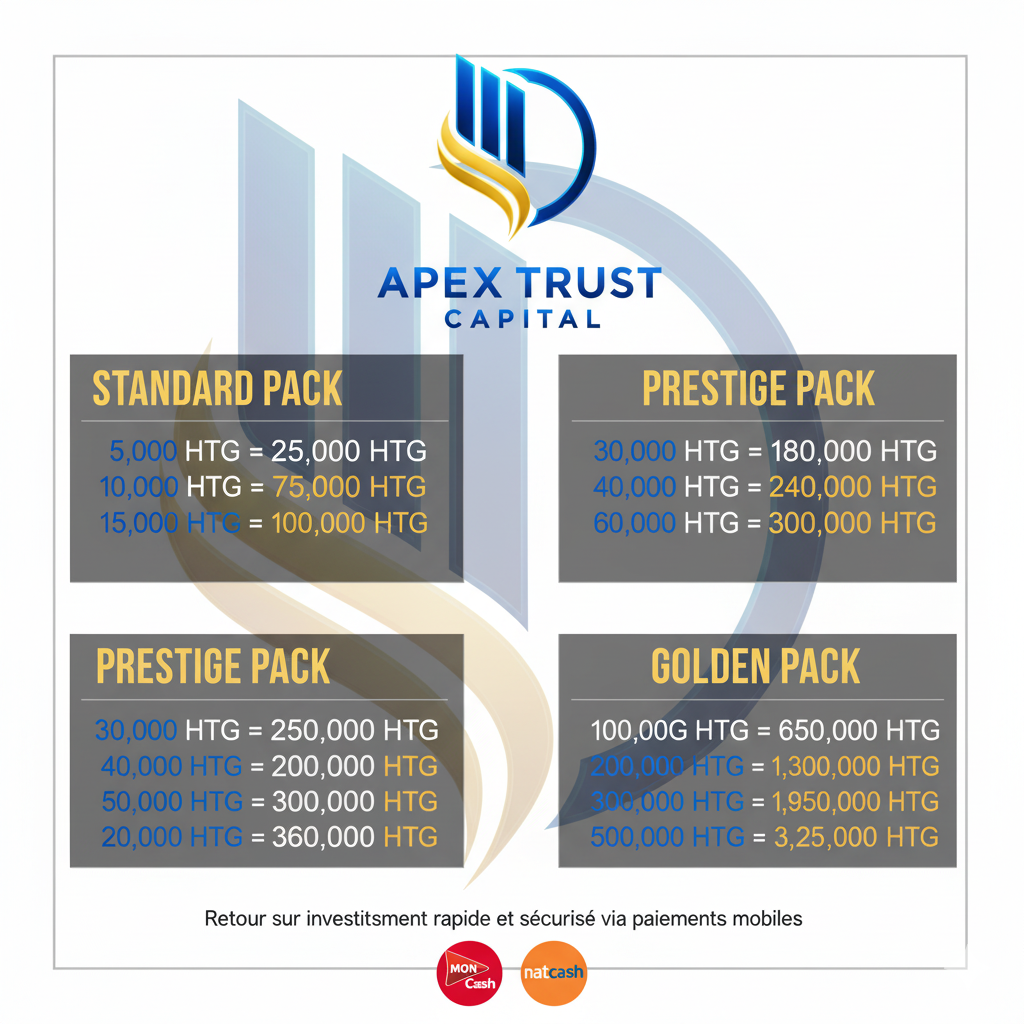 APEX TRUST
CAPITAL
STANDARD PACK
5,000 HTG = 25,000 HTG
10,000 HTG = 75,000 HTG
15,000 HTG = 100,000 HTG
PRESTIGE PACK
30,000 HTG = 180,000 HTG
40,000 HTG = 240,000 HTG
60,000 HTG = 300,000 HTG
PRESTIGE PACK
30,000 HTG = 250,000 HTG
40,000 HTG = 200,000 HTG
50,000 HTG = 300,000 HTG
20,000 HTG = 360,000 HTG
GOLDEN PACK
100,00G HTG = 650,000 HTG
200,000 HTG = 1,300,000 HTG
300,000 HTG = 1,950,000 HTG
500,000 HTG = 3,25,000 HTG
Retour sur investitsment rapide et sécurisé via paiements mobiles
MON
Cash
natcash